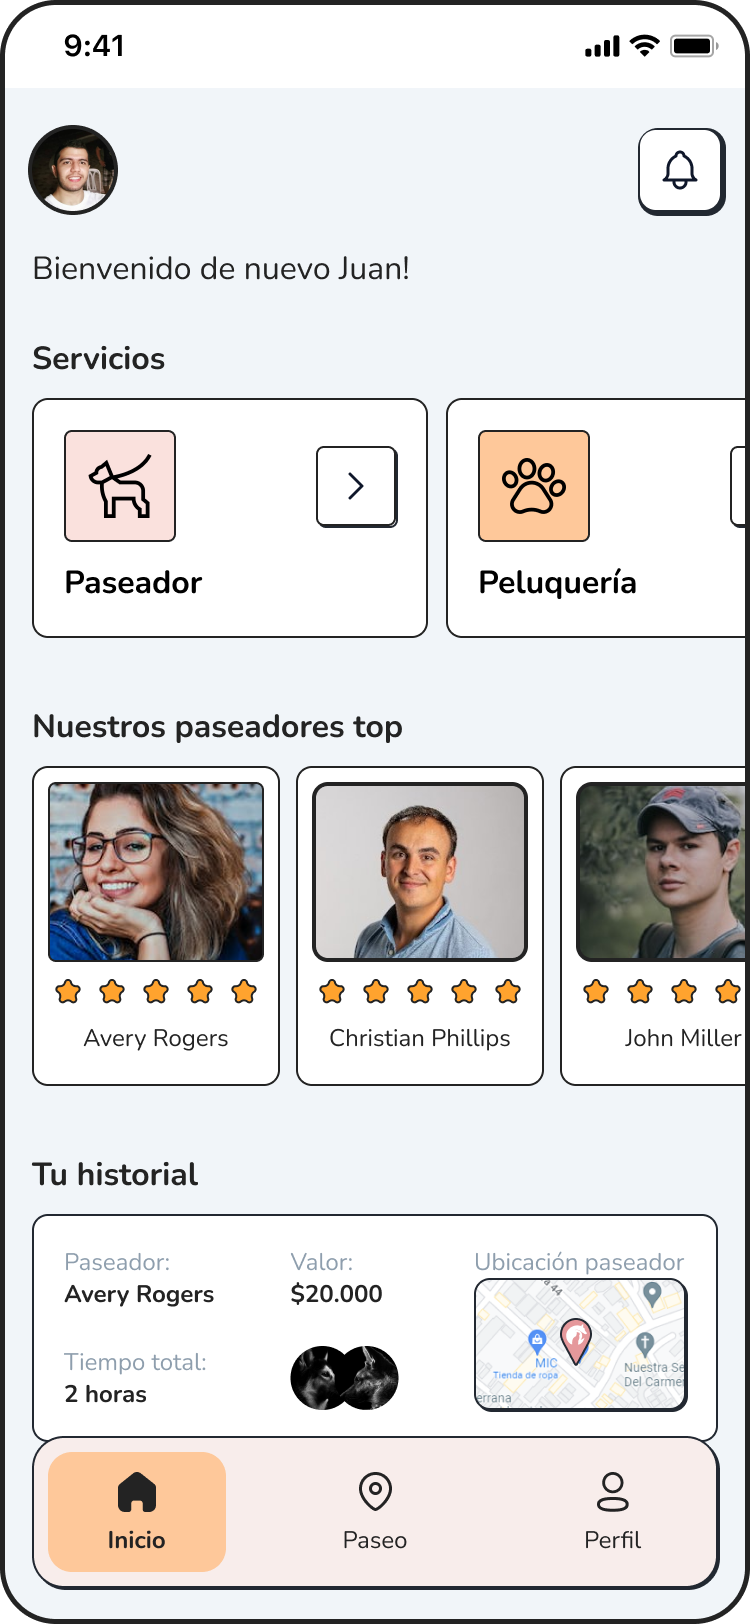 9:41
Bienvenido de nuevo Juan!
Servicios
Paseador
Peluquería
Nuestros paseadores top
Avery Rogers
Christian Phillips
John Miller
Tu historial
Paseador:
Avery Rogers
Valor:
$20.000
Ubicación paseador
a 44
MIC
Tienda de ropa
Nuestra Se
Del Carmer
errana
Tiempo total:
2 horas
Inicio
Paseo
Perfil